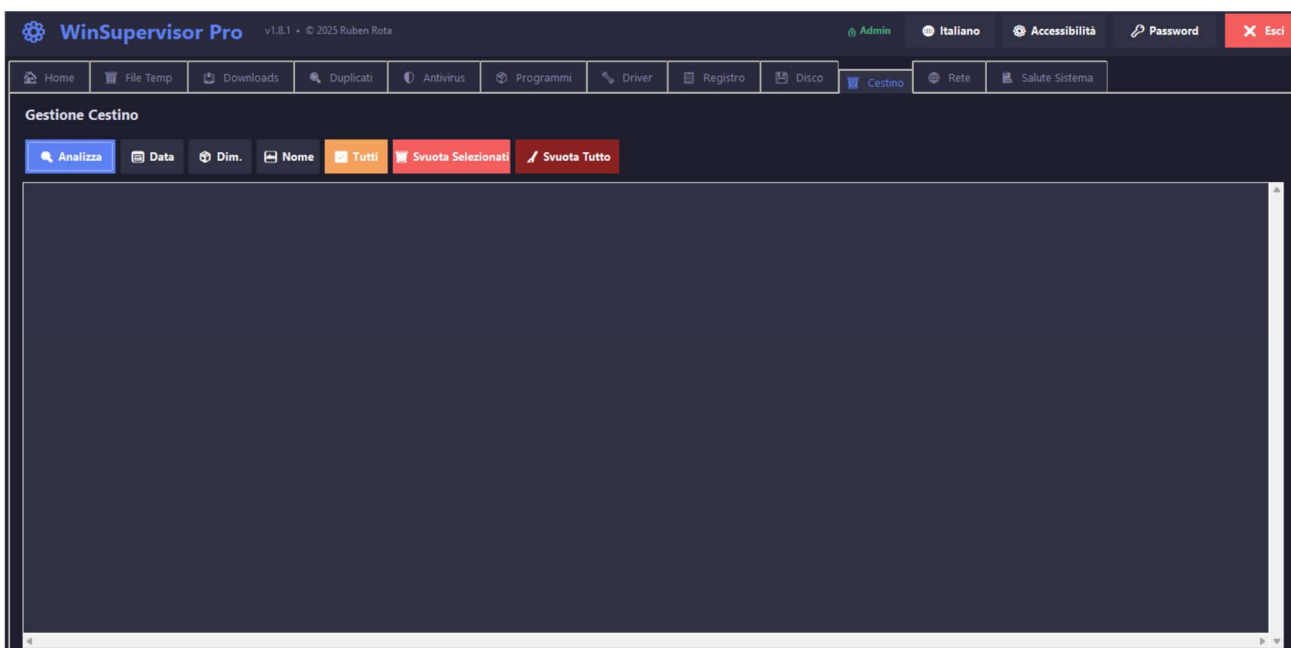 WinSupervisor Pro v1.8.1 • © 2025 Ruben Rota Admin Italiano Accessibilità Password Esci
Home File Temp Downloads Duplicati Antivirus Programmi Driver Registro Disco Cestino Rete Salute Sistema
Gestione Cestino
Analizza Data Dim. Nome Tutti Svuota Selezionati Svuota Tutto